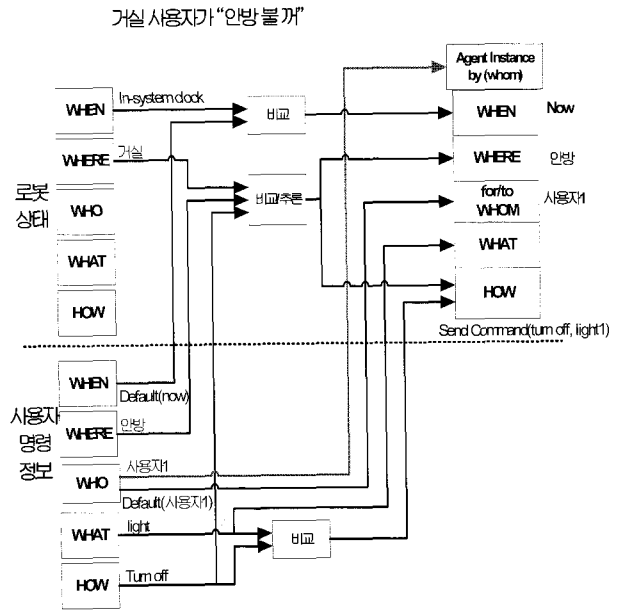 거실 사용자가 “안방 불 꺼”
Agent Instance
by (whom)
WHEN
In-system clock
비교
WHEN
Now
WHERE
거실
WHERE
안방
로봇
상태
비교/추론
for/to
WHOM
사용자1
WHO
WHAT
WHAT
HOW
HOW
Send Command(turn off, light1)
WHEN
Default(now)
사용자
명령
정보
WHERE
안방
WHO
사용자1
Default(사용자1)
WHAT
light
비교
HOW
Turn off